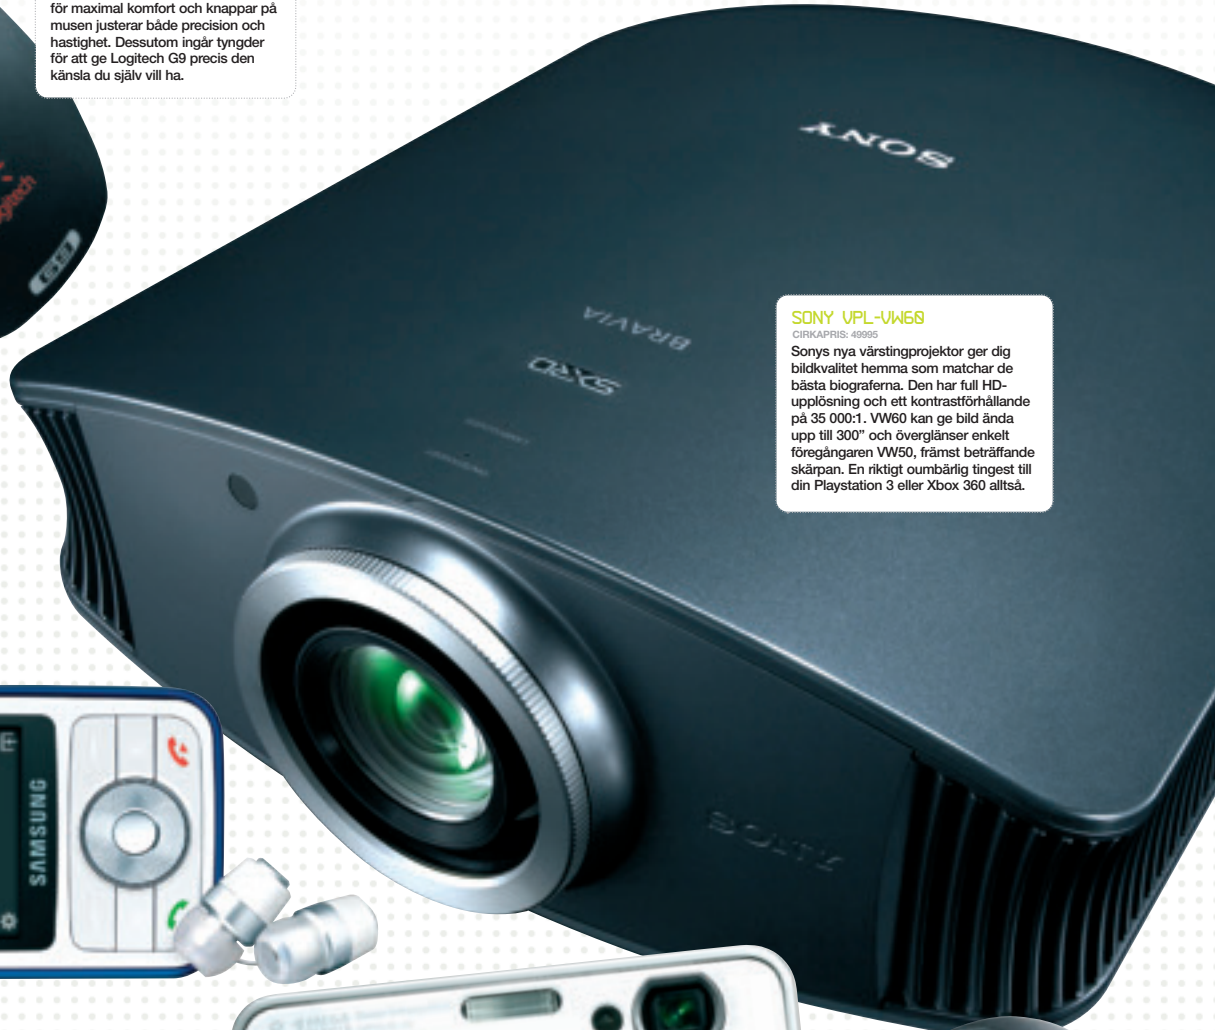 för maximal komfort och knappar på
musen justerar både precision och
hastighet. Dessutom ingår tyngder
för att ge Logitech G9 precis den
känsla du själv vill ha.
SONY
Logitech
G9
BRAVIA
SXRD
SONY VPL-VW60
CIRKAPRIS: 49995
Sonys nya värstingprojektor ger dig
bildkvalitet hemma som matchar de
bästa biograferna. Den har full HD-
upplösning och ett kontrastförhållande
på 35 000:1. VW60 kan ge bild ända
upp till 300” och överglänser enkelt
föregångaren VW50, främst beträffande
skärpan. En riktigt oumbärlig tingest till
din Playstation 3 eller Xbox 360 alltså.
SAMSUNG
SONY